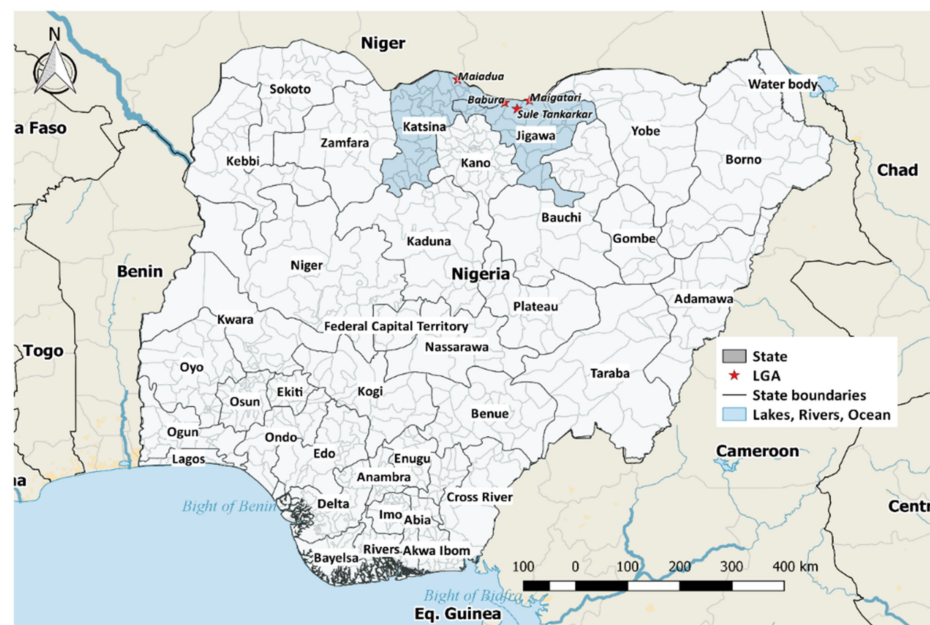 N
Niger
Maiadua
Sokoto
Water body
Babura
Maigatari
Sule Tankarkar
a Faso
Katsina
Jigawa
Yobe
Zamfara
Kebbi
Kano
Borno
Chad
Bauchi
Kaduna
Gombe
Niger
Nigeria
Benin
Plateau
Adamawa
Kwara
Federal Capital Territory
Nassarawa
Togo
State
Oyo
Taraba
LGA
Ekiti
Kogi
State boundaries
Osun
Benue
Lakes, Rivers, Ocean
Ogun
Ondo
Edo
Cameroon
Lagos
Enugu
Anambra
ua
Cross River
Bight of Benin
Delta
Centr
Imo
Abia
Rivers
Akwa Ibom
Bayelsa
100 0 100 200 300 400 km
Bight of Biafra
Eq. Guinea